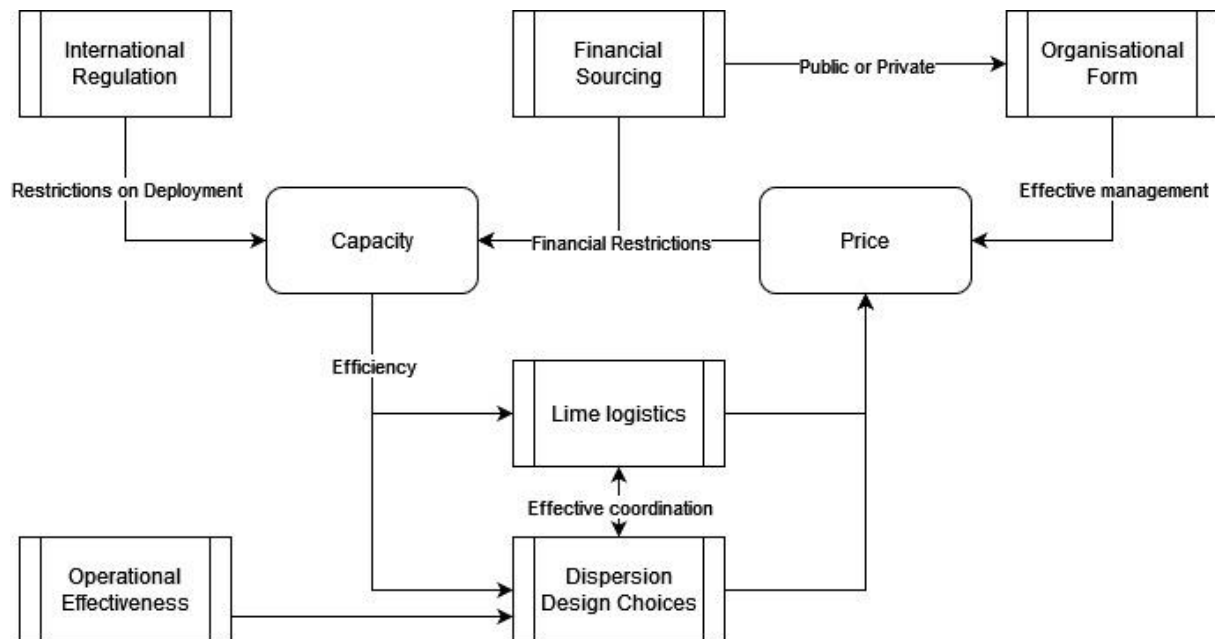 International
Regulation
Financial
Sourcing
Public or Private
Organisational
Form
Restrictions on Deployment
Effective management
Capacity
Financial Restrictions
Price
Efficiency
Lime logistics
Effective coordination
Operational
Effectiveness
Dispersion
Design Choices